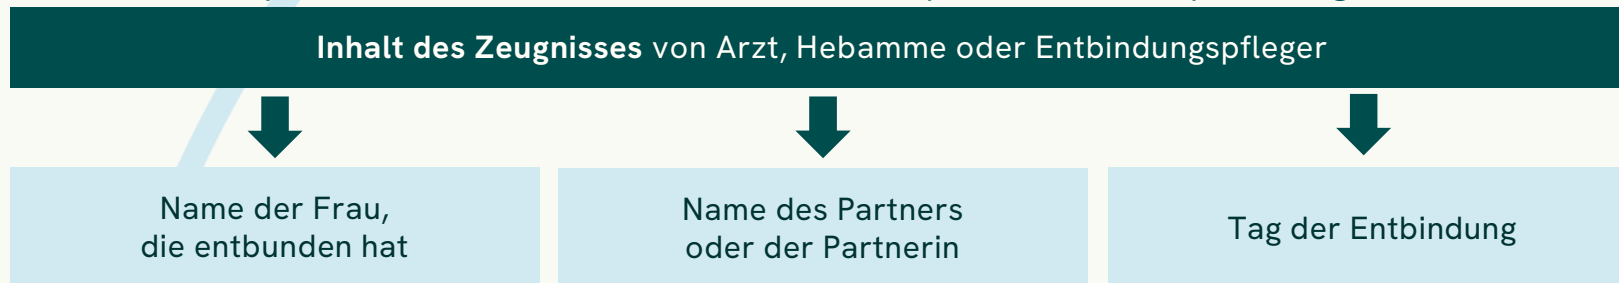 Inhalt des Zeugnisses von Arzt, Hebamme oder Entbindungspfleger
Name der Frau,
die entbunden hat
Name des Partners
oder der Partnerin
Tag der Entbindung